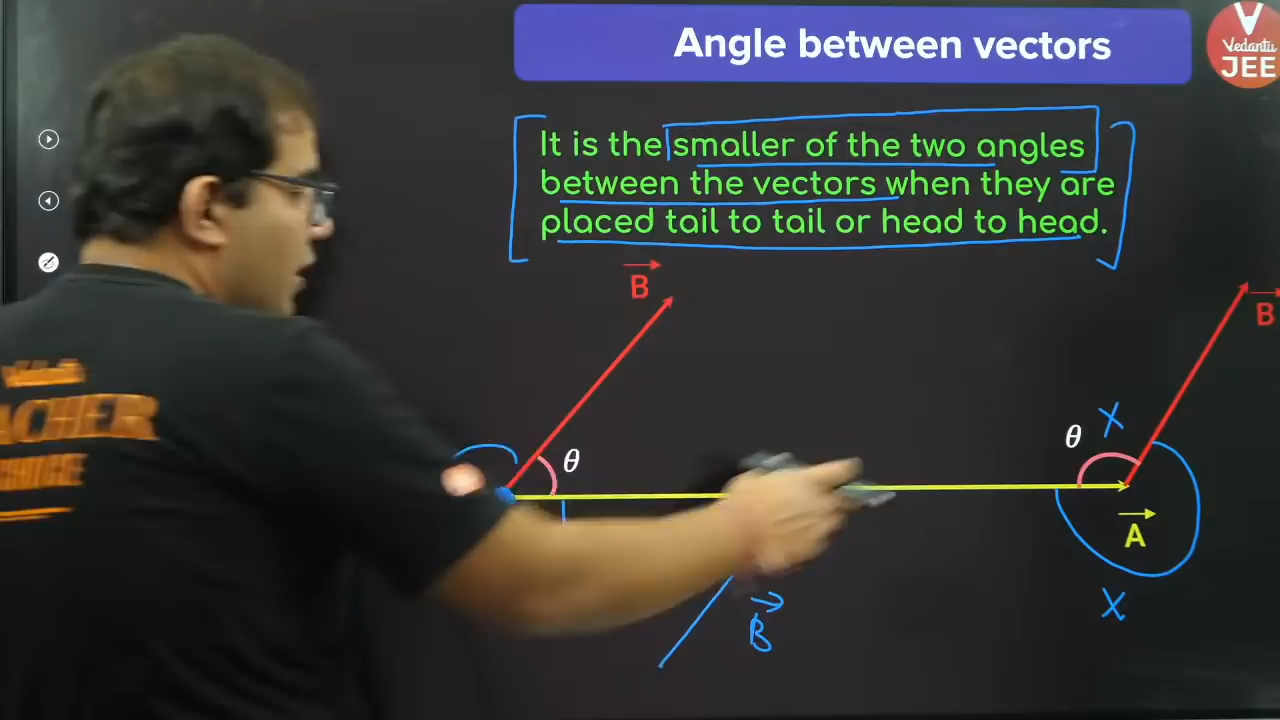 Angle between vectors
Vedantu
JEE
It is the smaller of the two angles
between the vectors when they are
placed tail to tail or head to head.
B
B
X
θ
θ
A
B
X